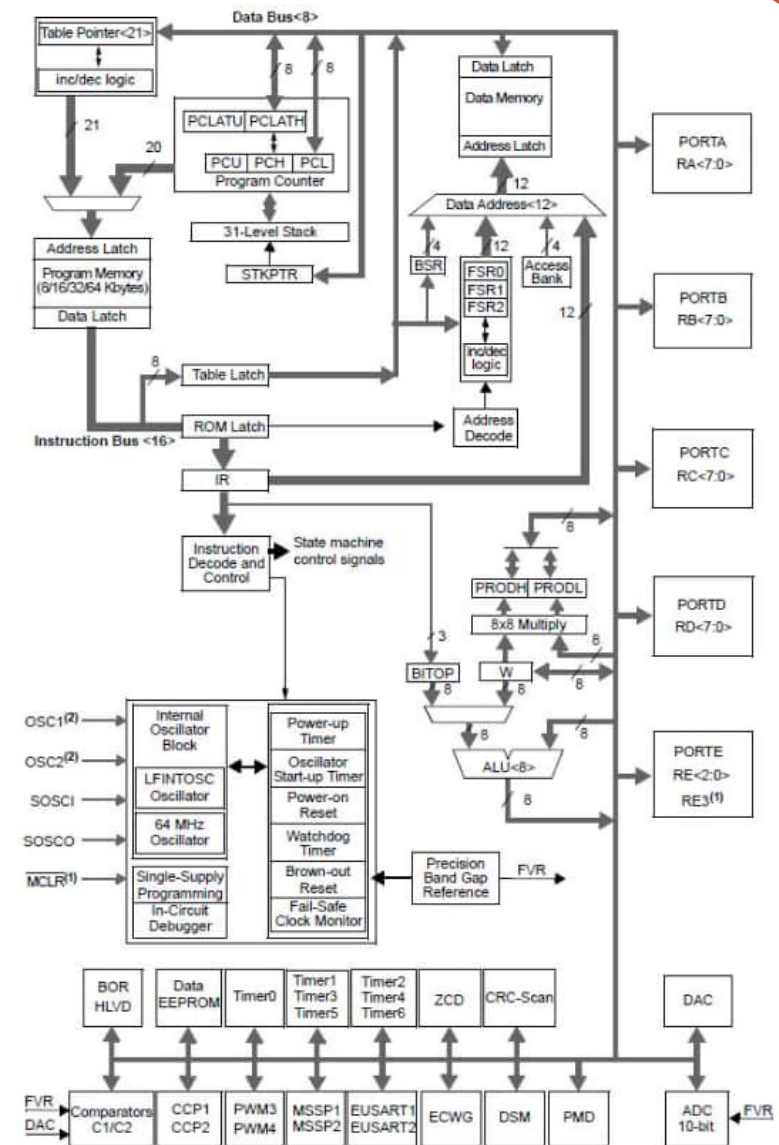 Data Bus<8>
Table Pointer<21>
inc/dec logic
21
20
8
8
PCLATU PCLATH
PCU PCH PCL
Program Counter
31-Level Stack
STKPTR
Address Latch
Program Memory
(8/16/32/64 Kbytes)
Data Latch
8
Table Latch
ROM Latch
Instruction Bus <16>
IR
Data Latch
Data Memory
Address Latch
12
Data Address<12>
4
12
4
BSR
FSR0
FSR1
FSR2
inc/dec
logic
Access
Bank
12
Address
Decode
Instruction
Decode and
Control
State machine
control signals
8
PRODH PRODL
8x8 Multiply
3
8
BITOP
W
8
8
8
8
8
ALU<8>
8
PORTA
RA<7:0>
PORTB
RB<7:0>
PORTC
RC<7:0>
PORTD
RD<7:0>
PORTE
RE<2:0>
RE3(1)
OSC1(2)
OSC2(2)
SOSCI
SOSCO
MCLR(1)
Internal
Oscillator
Block
LFINTOSC
Oscillator
64 MHz
Oscillator
Single-Supply
Programming
In-Circuit
Debugger
Power-up
Timer
Oscillator
Start-up Timer
Power-on
Reset
Watchdog
Timer
Brown-out
Reset
Fail-Safe
Clock Monitor
Precision
Band Gap
Reference
FVR
BOR
HLVD
Data
EEPROM
Timer0
Timer1
Timer3
Timer5
Timer2
Timer4
Timer6
ZCD
CRC-Scan
DAC
FVR
DAC
Comparators
C1/C2
CCP1
CCP2
PWM3
PWM4
MSSP1
MSSP2
EUSART1
EUSART2
ECWG
DSM
PMD
ADC
10-bit
FVR